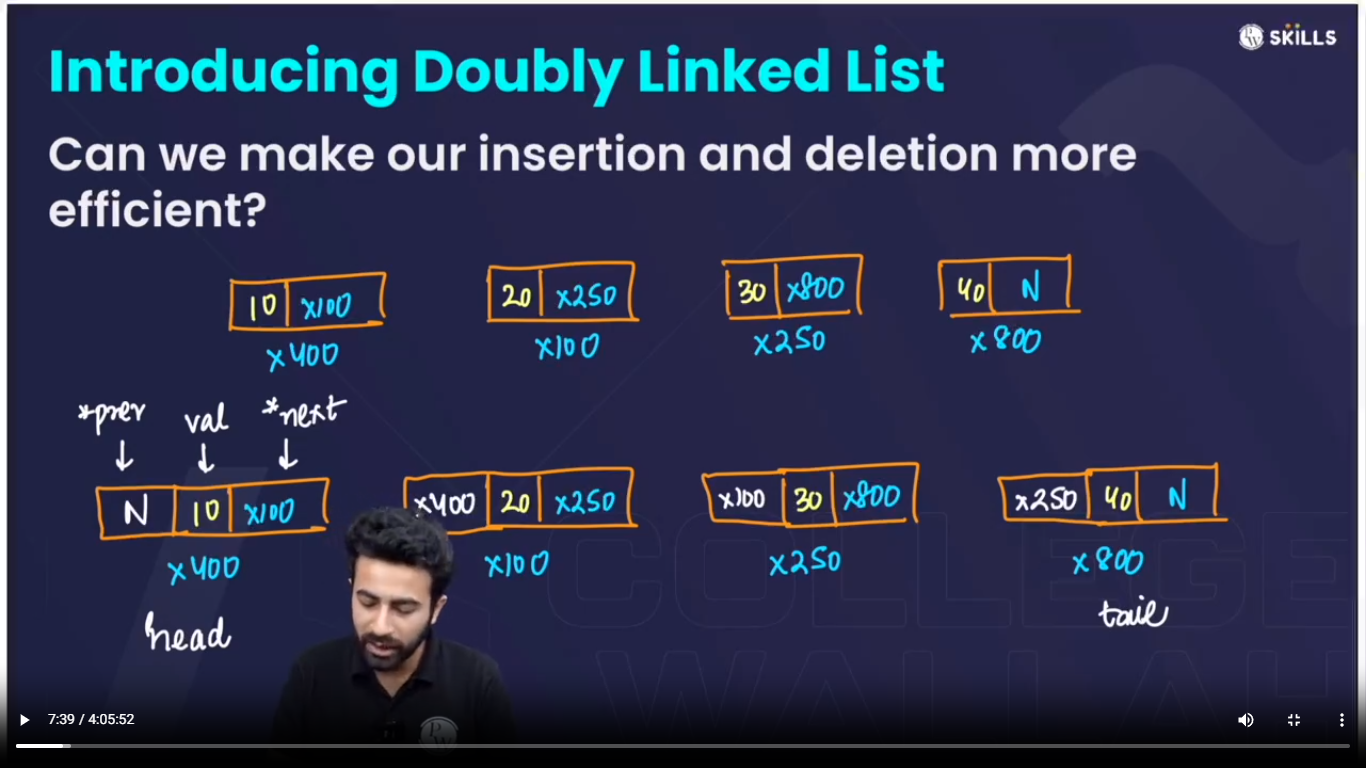 SKILLS
Introducing Doubly Linked List
Can we make our insertion and deletion more
efficient?
10 x100
20 x250
30 x800
40 N
x400
x100
x250
x800
*prev val *next
N 10 x100
x400 20 x250
x100 30 x800
x250 40 N
x400
x100
x250
x800
head
tail
COLLEGE
WALLAH
7:39 / 4:05:52